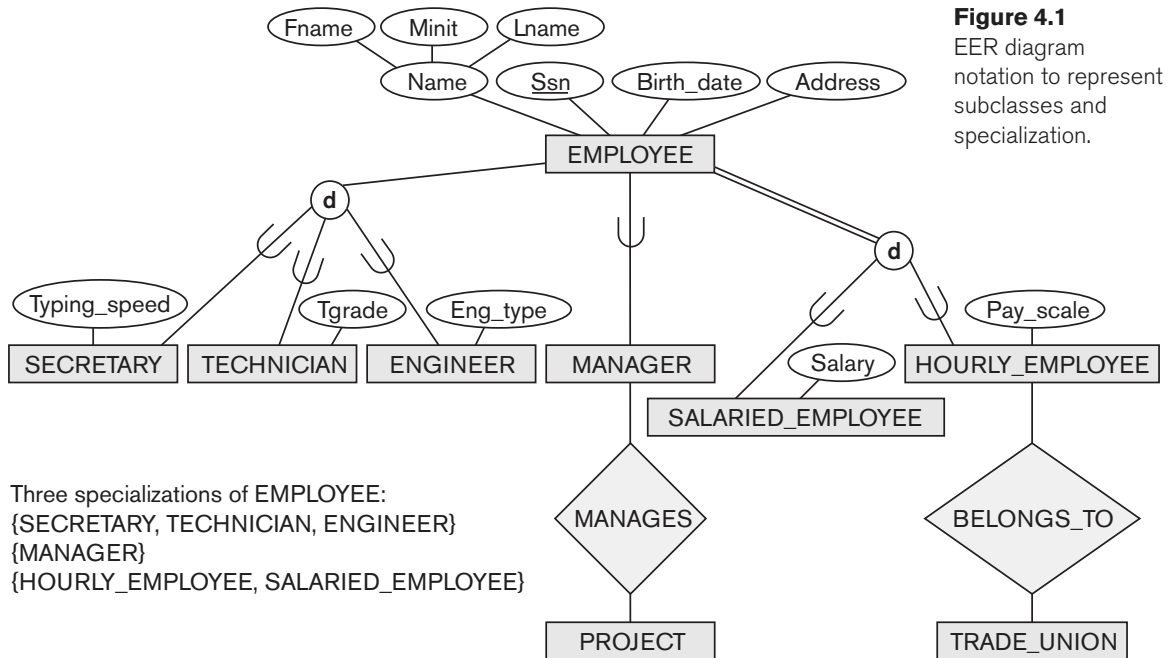 Figure 4.1
EER diagram
notation to represent
subclasses and
specialization.
Fname
Minit
Lname
Name
Ssn
Birth_date
Address
EMPLOYEE
d
d
Typing_speed
Tgrade
Eng_type
Pay_scale
SECRETARY
TECHNICIAN
ENGINEER
MANAGER
Salary
HOURLY_EMPLOYEE
SALARIED_EMPLOYEE
Three specializations of EMPLOYEE:
{SECRETARY, TECHNICIAN, ENGINEER}
{MANAGER}
{HOURLY_EMPLOYEE, SALARIED_EMPLOYEE}
MANAGES
BELONGS_TO
PROJECT
TRADE_UNION